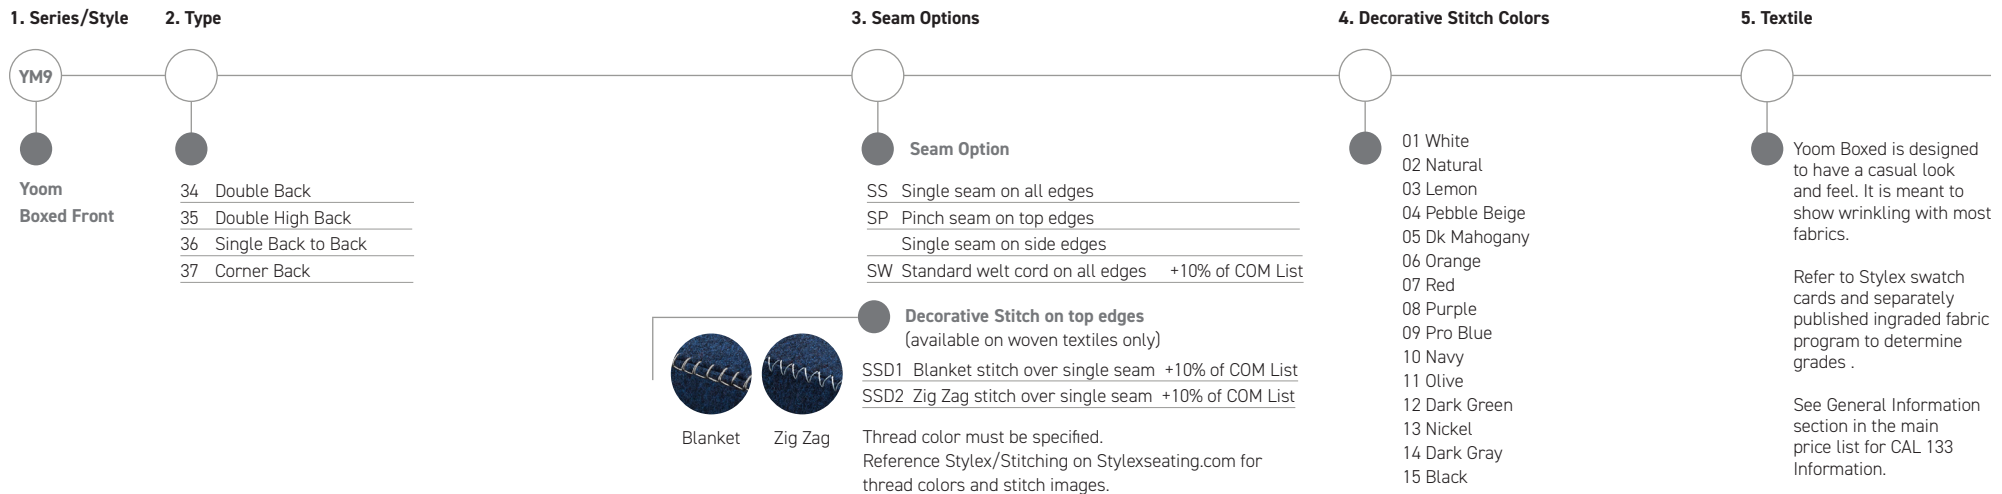 1. Series/Style
YM9
Yoom
Boxed Front
2. Type
34 Double Back
35 Double High Back
36 Single Back to Back
37 Corner Back
3. Seam Options
Seam Option
SS Single seam on all edges
SP Pinch seam on top edges
Single seam on side edges
SW Standard welt cord on all edges +10% of COM List
Decorative Stitch on top edges
(available on woven textiles only)
SSD1 Blanket stitch over single seam +10% of COM List
SSD2 Zig Zag stitch over single seam +10% of COM List
Blanket Zig Zag
Thread color must be specified.
Reference Stylex/Stitching on Stylexseating.com for
thread colors and stitch images.
4. Decorative Stitch Colors
01 White
02 Natural
03 Lemon
04 Pebble Beige
05 Dk Mahogany
06 Orange
07 Red
08 Purple
09 Pro Blue
10 Navy
11 Olive
12 Dark Green
13 Nickel
14 Dark Gray
15 Black
5. Textile
Yoom Boxed is designed
to have a casual look
and feel. It is meant to
show wrinkling with most
fabrics.
Refer to Stylex swatch
cards and separately
published ingraded fabric
program to determine
grades .
See General Information
section in the main
price list for CAL 133
Information.